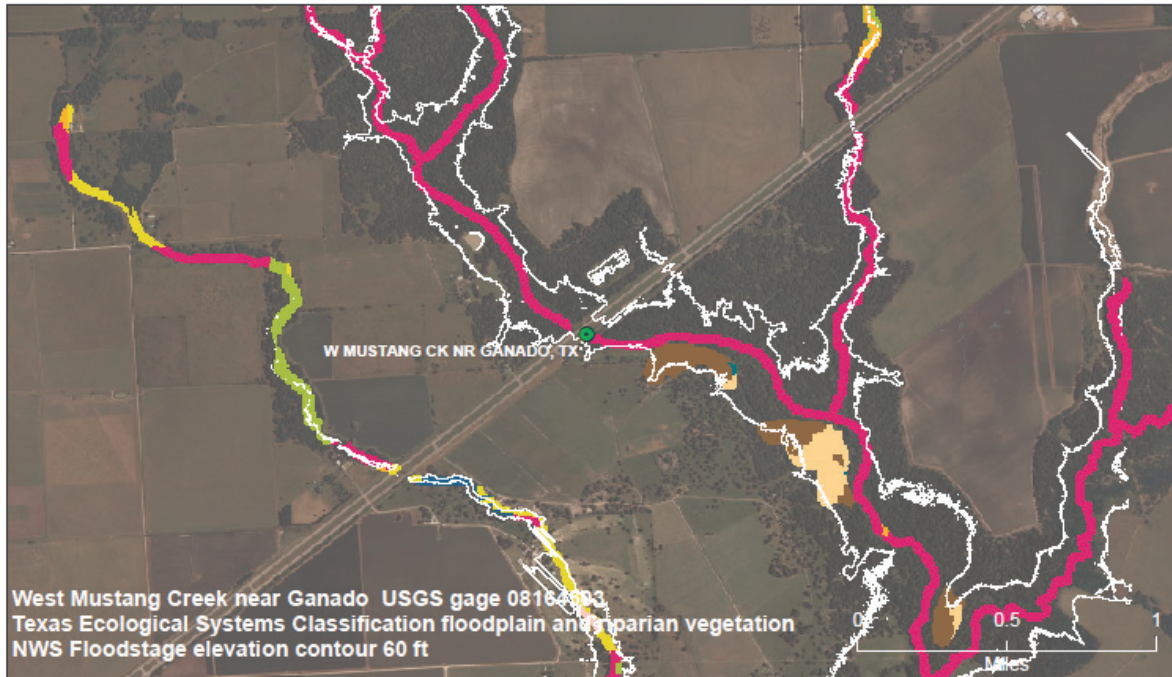 W MUSTANG CK NR GANADO, TX
West Mustang Creek near Ganado USGS gage 08164503
Texas Ecological Systems Classification floodplain and riparian vegetation
NWS Floodstage elevation contour 60 ft
0 0.5 1
Miles